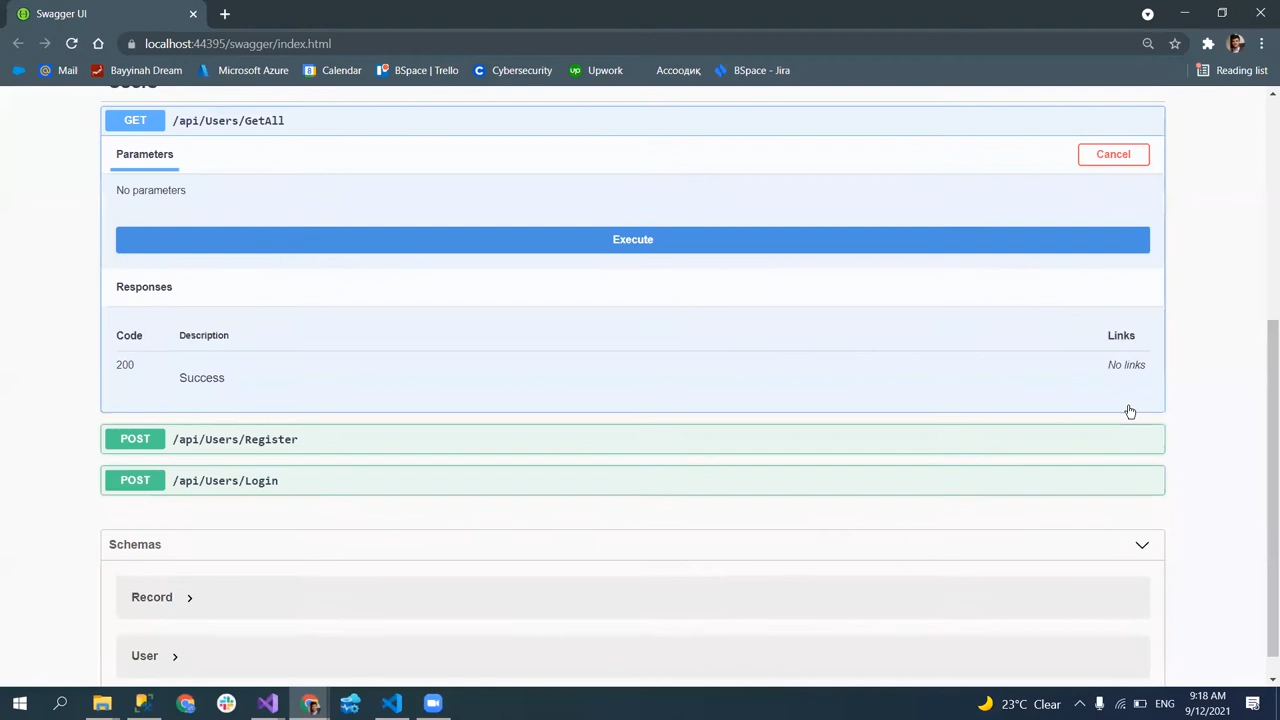 Swagger UI
localhost:44395/swagger/index.html
Mail
Bayyinah Dream
Microsoft Azure
Calendar
BSpace | Trello
Cybersecurity
Upwork
Ассоодиқ
BSpace - Jira
Reading list
GET /api/Users/GetAll
Parameters
Cancel
No parameters
Execute
Responses
Code Description Links
200 Success No links
POST /api/Users/Register
POST /api/Users/Login
Schemas
Record
User
23°C Clear
9:18 AM
9/12/2021